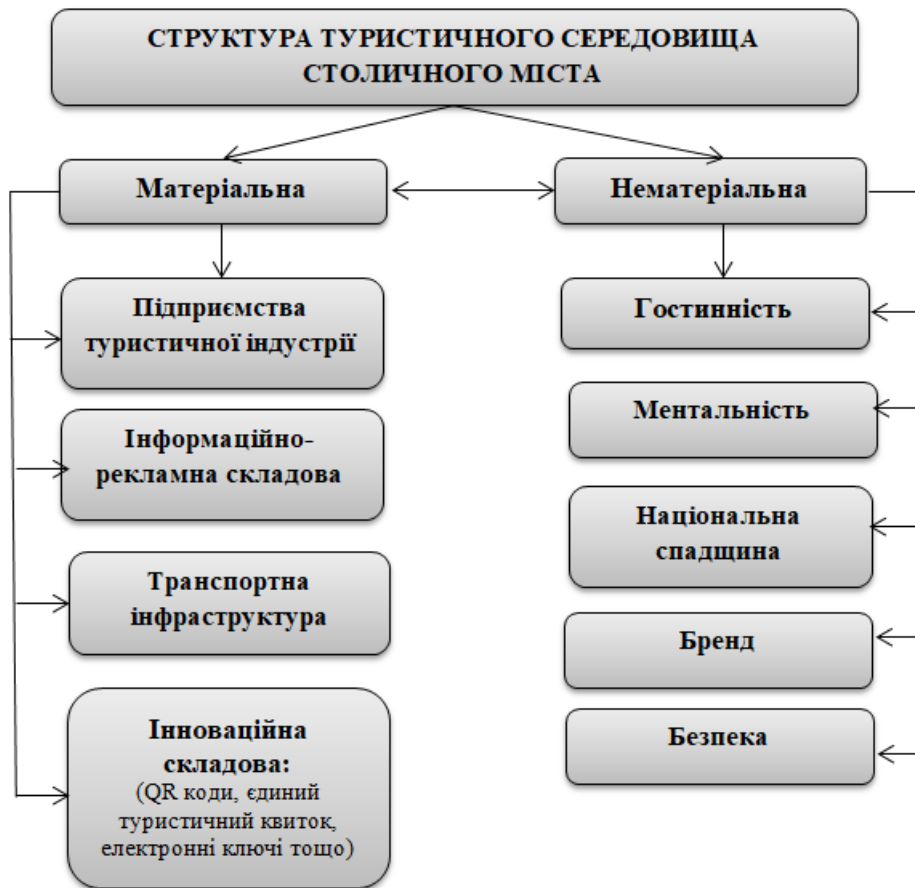 СТРУКТУРА ТУРИСТИЧНОГО СЕРЕДОВИЩА
СТОЛИЧНОГО МІСТА
Матеріальна
Нематеріальна
Підприємства
туристичної індустрії
Інформаційно-
рекламна складова
Транспортна
інфраструктура
Інноваційна
складова:
(QR коди, єдиний
туристичний квиток,
електронні ключі тощо)
Гостинність
Ментальність
Національна
спадщина
Бренд
Безпека